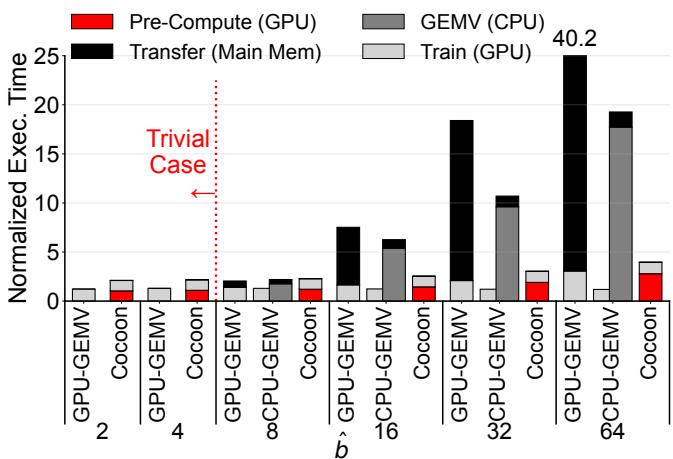 Pre-Compute (GPU) GEMV (CPU)
Transfer (Main Mem) Train (GPU)
40.2
Normalized Exec. Time
25
20
15
10
5
0
Trivial
Case
←
GPU-GEMV Cocoon GPU-GEMV Cocoon GPU-GEMV CPU-GEMV Cocoon GPU-GEMV CPU-GEMV Cocoon GPU-GEMV CPU-GEMV Cocoon GPU-GEMV CPU-GEMV Cocoon
2 4 8 16 32 64
b̂